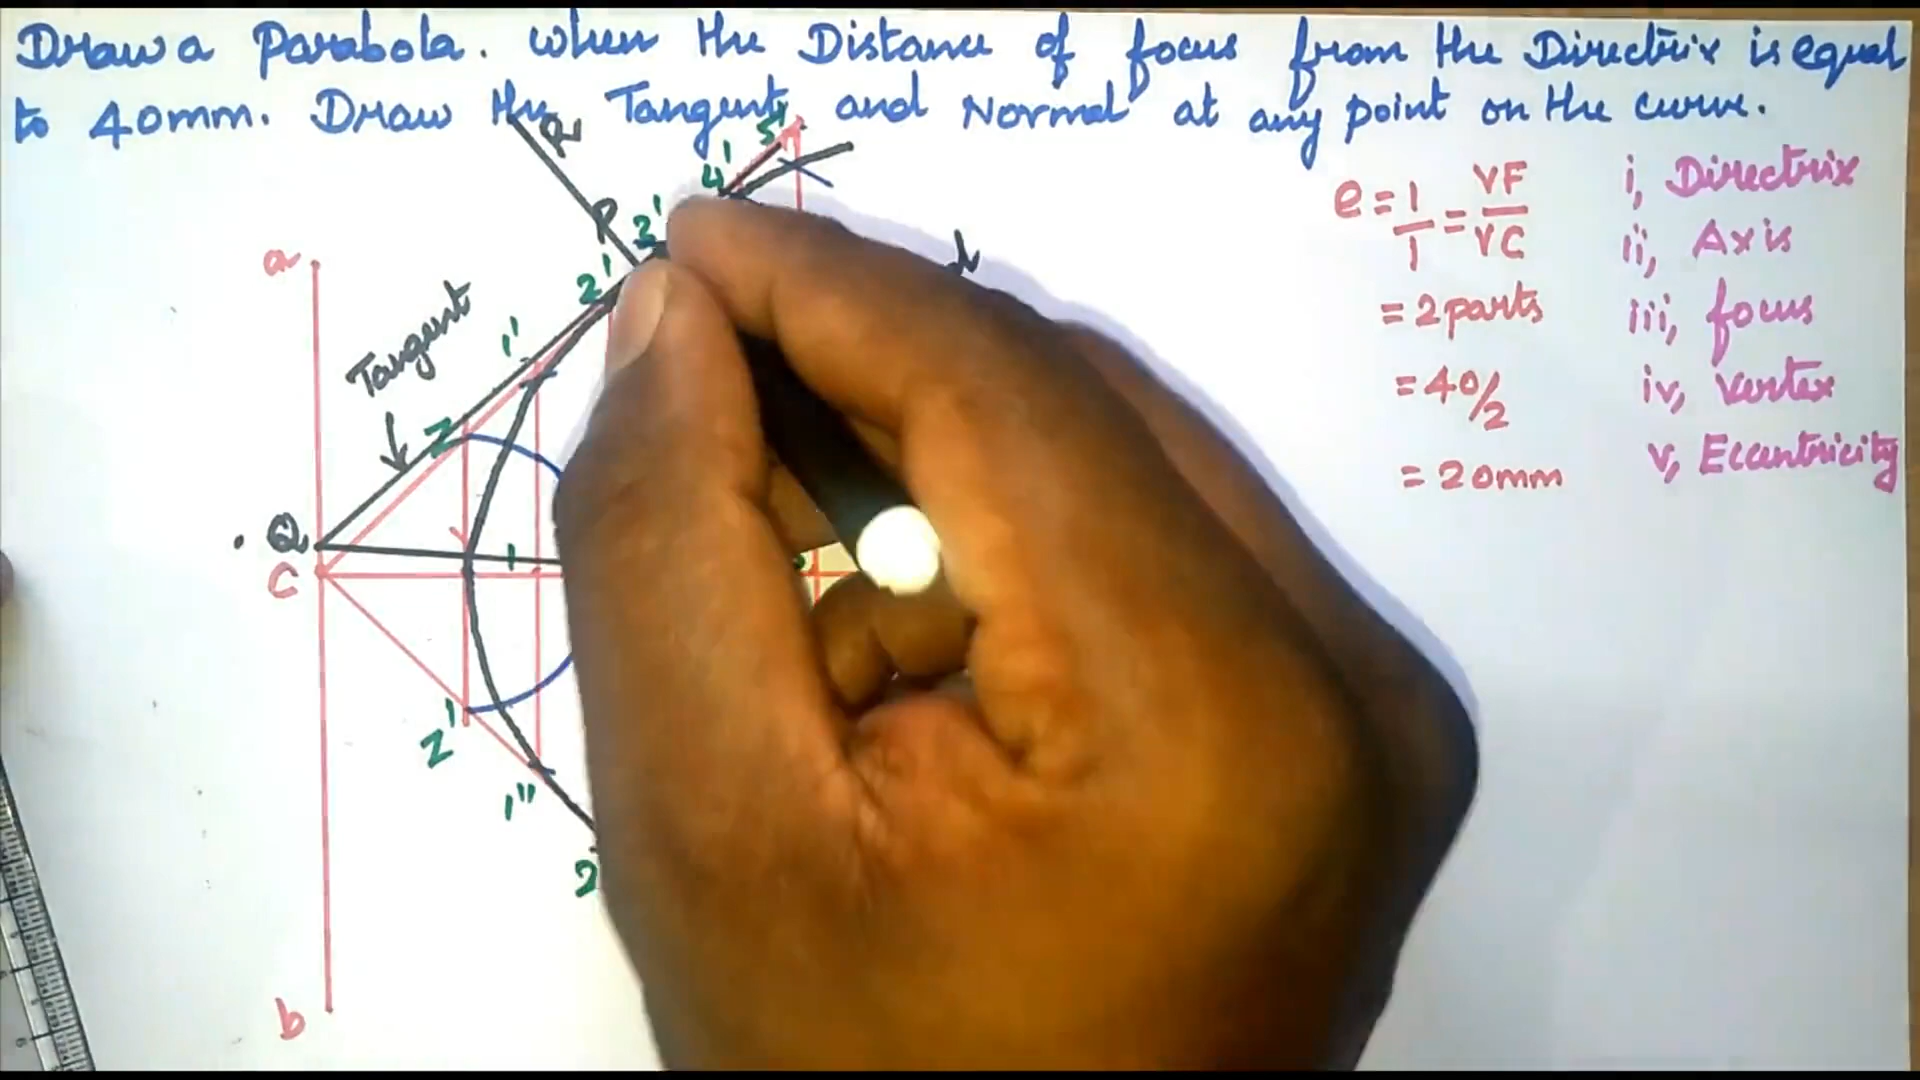 Draw a Parabola. When the Distance of focus from the Directrix is equal
to 40mm. Draw the Tangent and Normal at any point on the curve.
e = 1/1 = VF/VC
= 2 parts
= 40/2
= 20mm
i, Directrix
ii, Axis
iii, focus
iv, Vertex
v, Eccentricity
R
5'
4'
P
3'
2'
a
Tangent
1'
Z
Q
V
1
C
Z'
1"
2
b